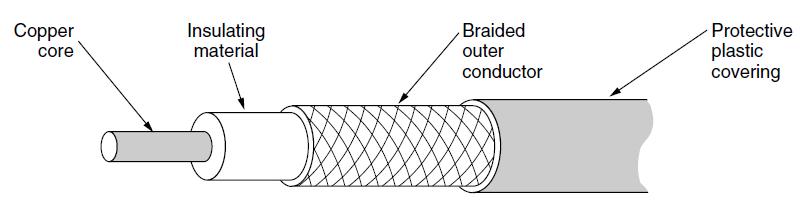 Copper
core
Insulating
material
Braided
outer
conductor
Protective
plastic
covering